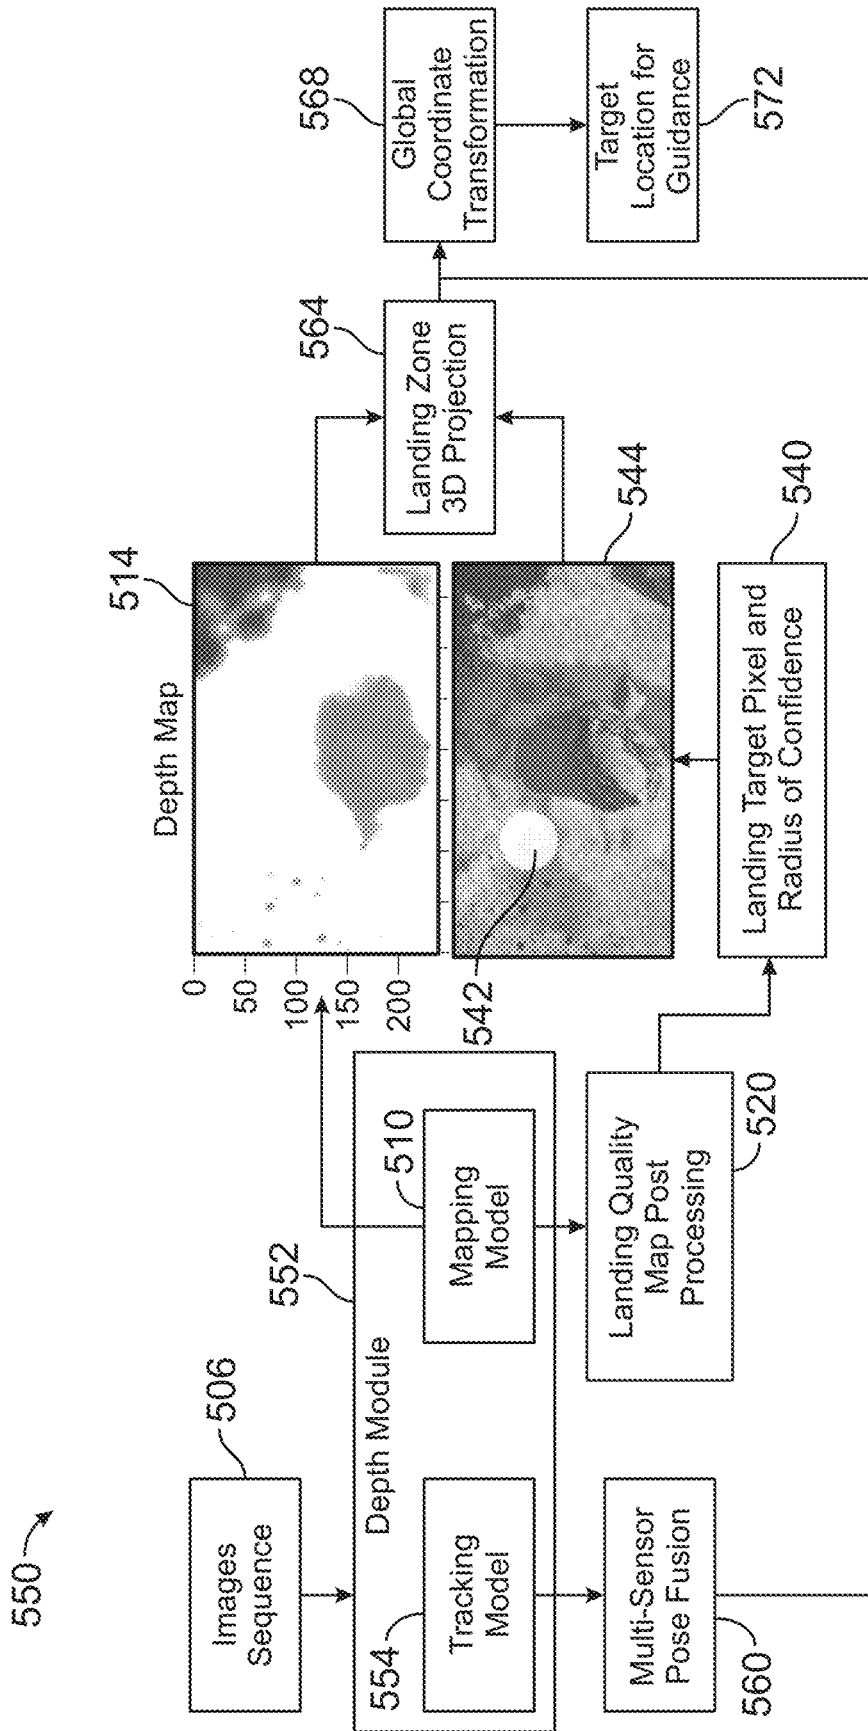 550
Images
Sequence
506
552
Depth Module
Tracking
Model
554
Mapping
Model
510
Multi-Sensor
Pose Fusion
560
Landing Quality
Map Post
Processing
520
Depth Map
514
0
50
100
150
200
542
544
Landing Target Pixel and
Radius of Confidence
540
Landing Zone
3D Projection
564
Global
Coordinate
Transformation
568
Target
Location for
Guidance
572